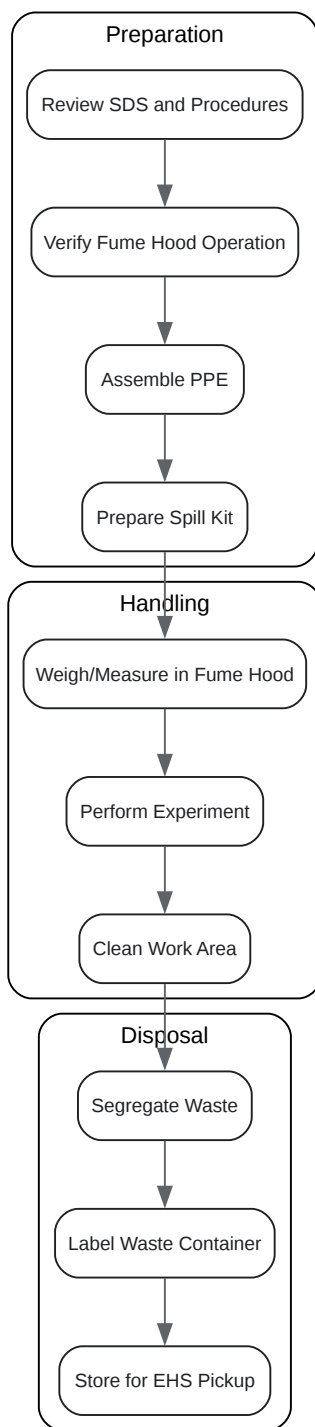 Preparation
Review SDS and Procedures
Verify Fume Hood Operation
Assemble PPE
Prepare Spill Kit
Handling
Weigh/Measure in Fume Hood
Perform Experiment
Clean Work Area
Disposal
Segregate Waste
Label Waste Container
Store for EHS Pickup